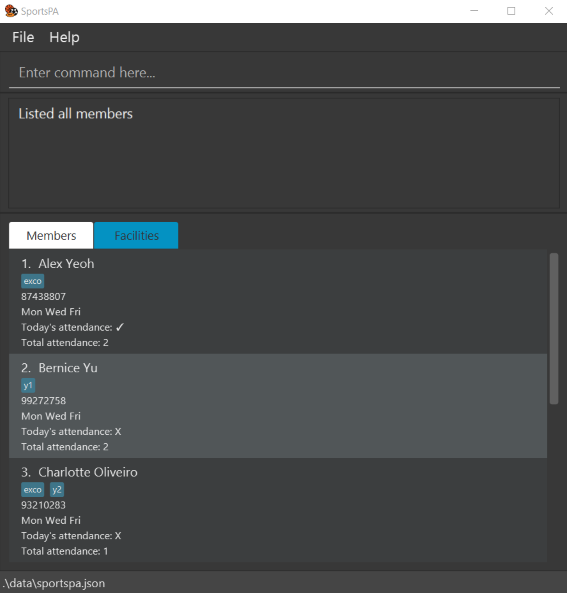 SportsPA
File Help
Enter command here...
Listed all members
Members Facilities
1. Alex Yeoh
exco
87438807
Mon Wed Fri
Today's attendance: ✓
Total attendance: 2
2. Bernice Yu
y1
99272758
Mon Wed Fri
Today's attendance: X
Total attendance: 2
3. Charlotte Oliveiro
exco y2
93210283
Mon Wed Fri
Today's attendance: X
Total attendance: 1
.\data\sportspa.json